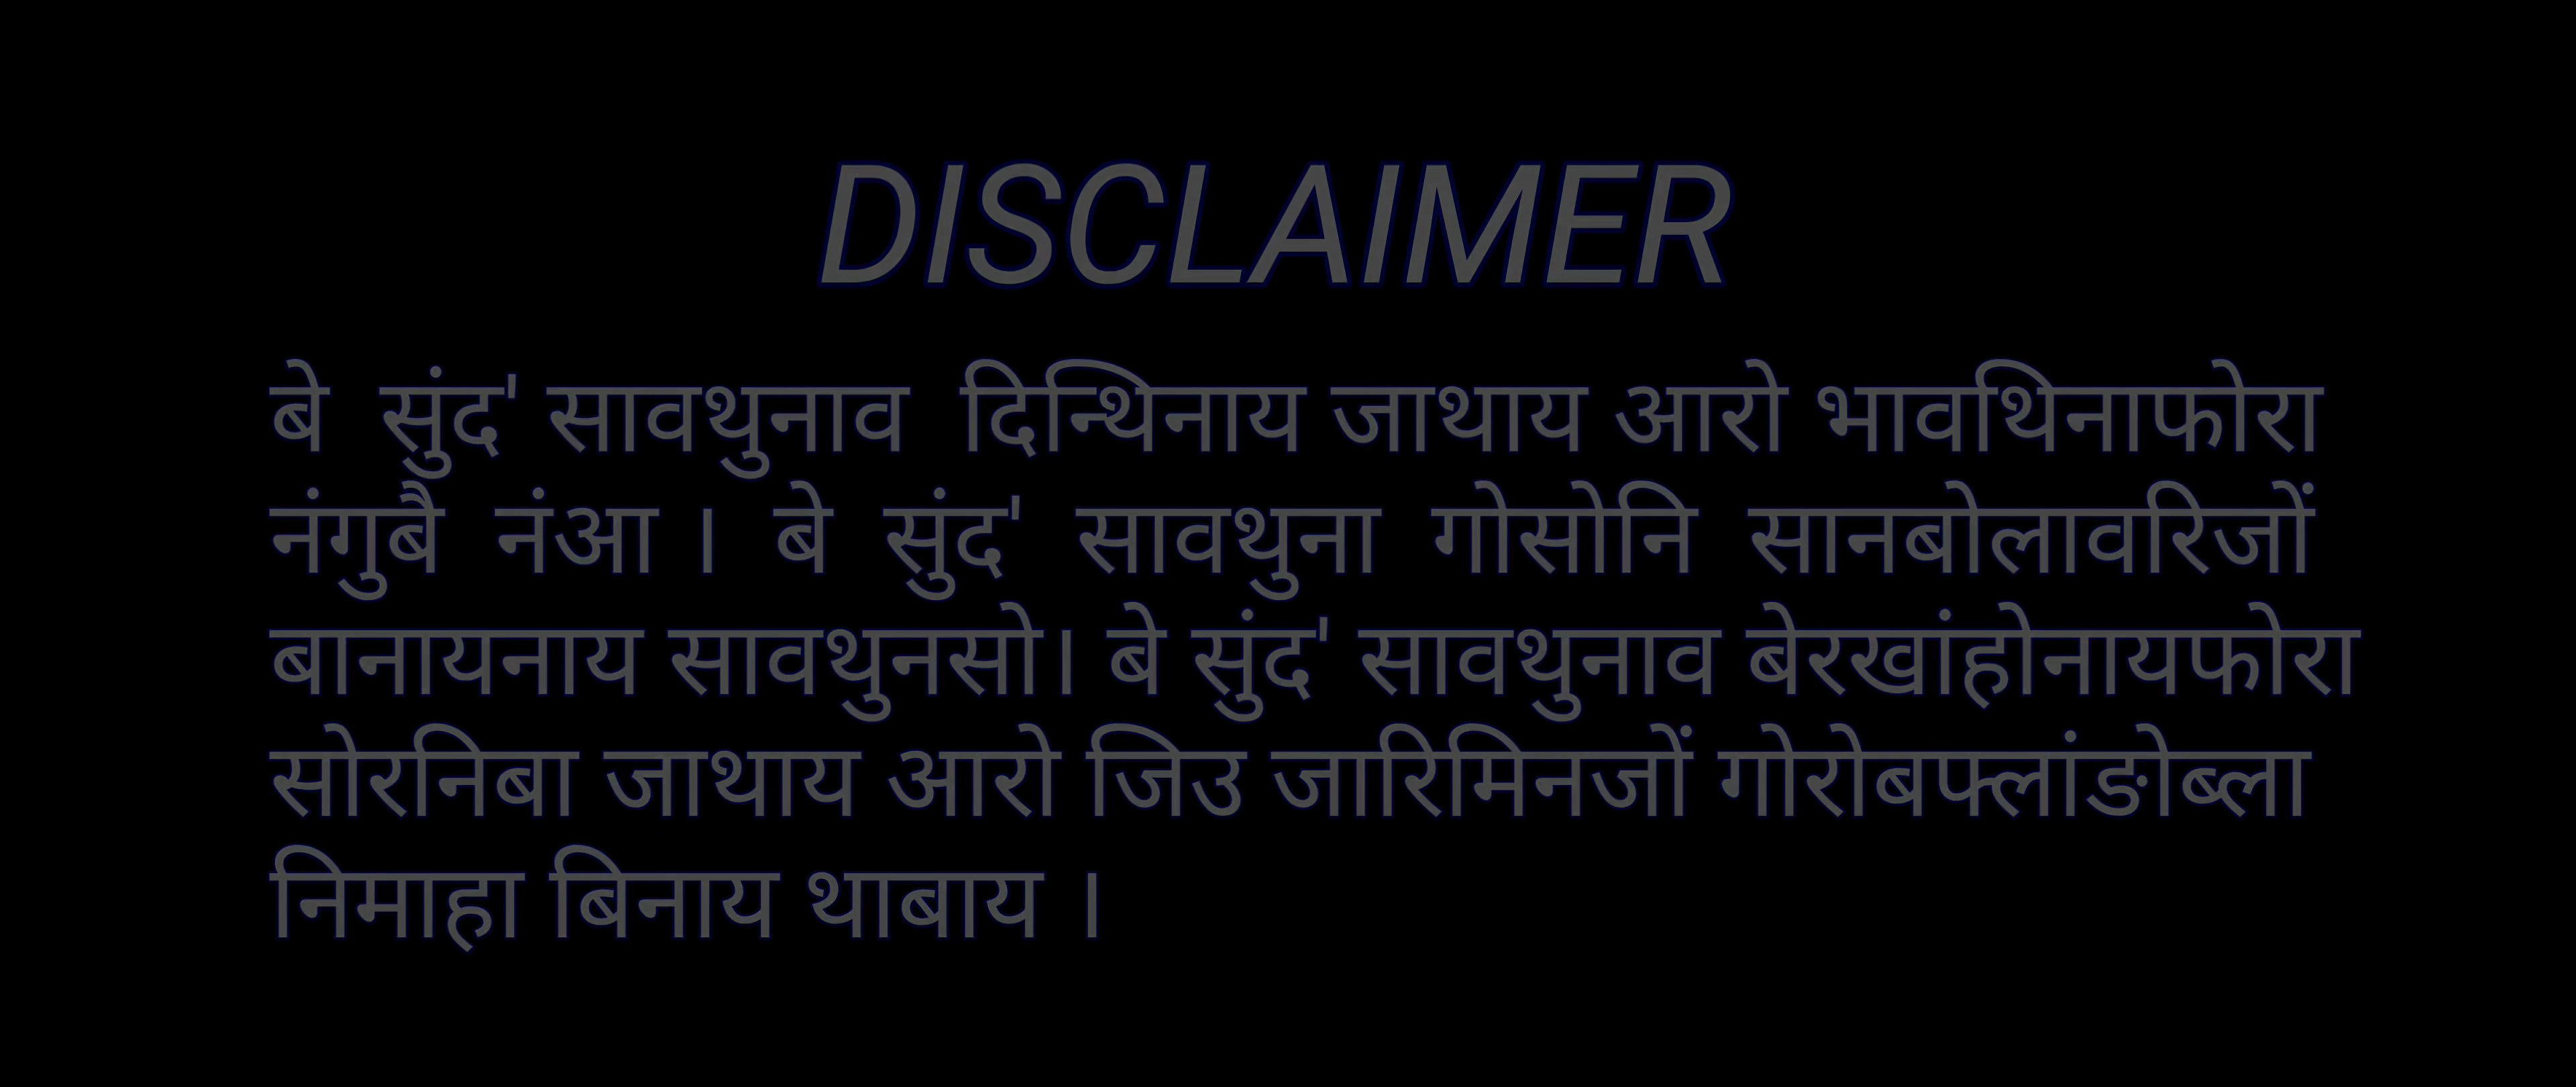 DISCLAIMER
बे सुंद' सावथुनाव दिन्थिनाय जाथाय आरो भावथिनाफोरा
नंगुबै नंआ । बे सुंद' सावथुना गोसोनि सानबोलावरिजों
बानायनाय सावथुनसो। बे सुंद' सावथुनाव बेरखांहोनायफोरा
सोरनिबा जाथाय आरो जिउ जारिमिनजों गोरोबफ्लांङोब्ला
निमाहा बिनाय थाबाय ।